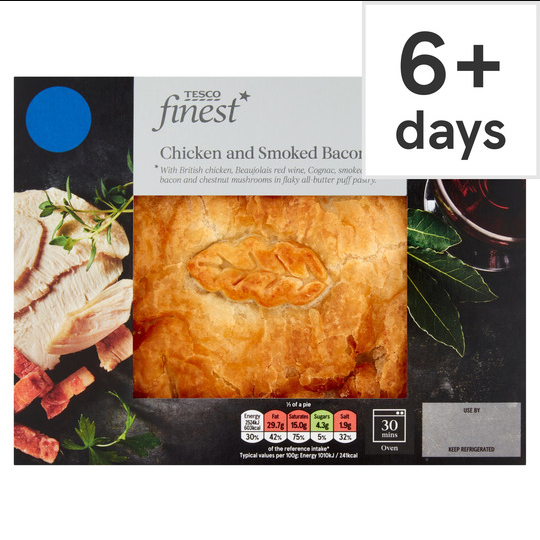 6+
days
TESCO
finest*
Chicken and Smoked Bacon
*With British chicken, Beaujolais red wine, Cognac, smoked
bacon and chestnut mushrooms in flaky all-butter puff pastry.
⅓ of a pie
Energy 2524kJ 603kcal 30%
Fat 29.7g 42%
Saturates 15.0g 75%
Sugars 4.3g 5%
Salt 1.9g 32%
of the reference intake*
Typical values per 100g: Energy 1010kJ / 241kcal
30
mins
Oven
USE BY
KEEP REFRIGERATED